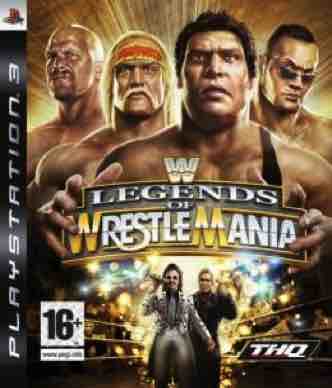 PLAYSTATION 3
W
LEGENDS
OF
WRESTLEMANIA
16+
www.pegi.info
THQ